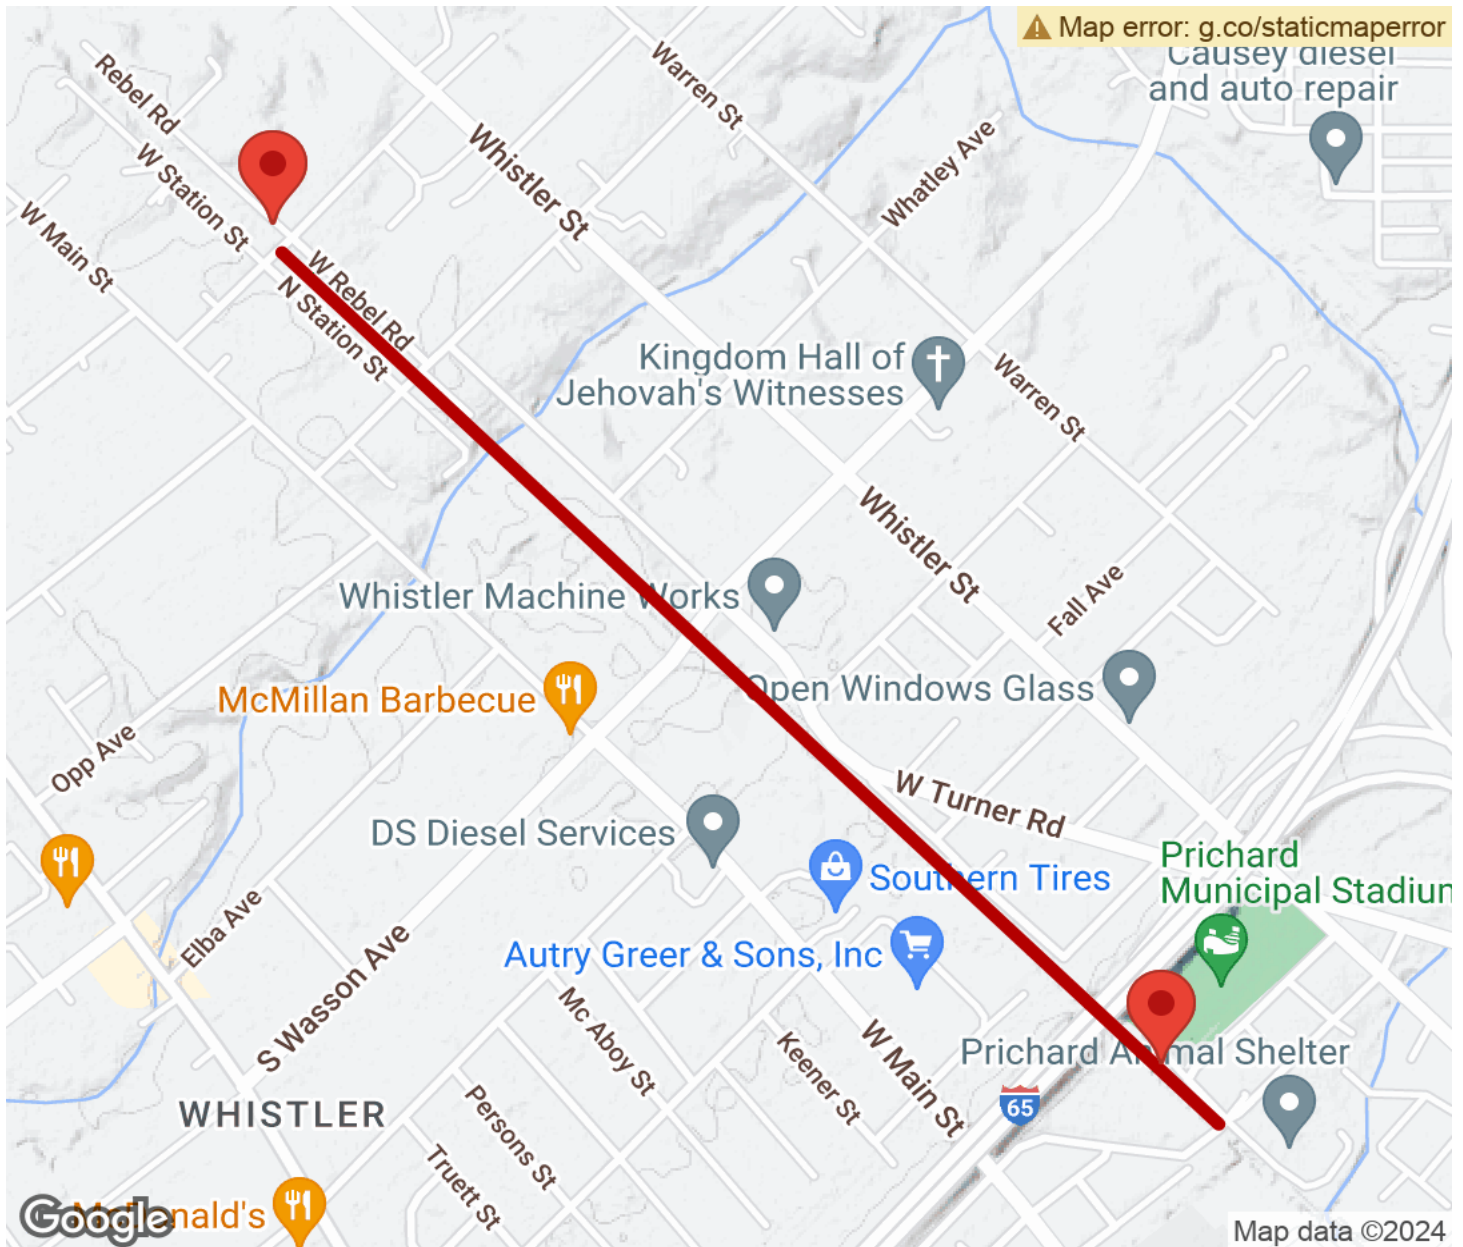 Map error: g.co/staticmaperror
Causey diesel
and auto repair
Rebel Rd
W Station St
W Main St
Warren St
Whistler St
Whatley Ave
W Rebel Rd
N Station St
Kingdom Hall of
Jehovah's Witnesses
Warren St
Whistler St
Fall Ave
Whistler Machine Works
Open Windows Glass
McMillan Barbecue
Opp Ave
W Turner Rd
DS Diesel Services
Prichard
Municipal Stadium
Southern Tires
Elba Ave
Autry Greer & Sons, Inc
S Wasson Ave
Mc Aboy St
Keener St
W Main St
Prichard Animal Shelter
65
WHISTLER
Persons St
Truett St
McDonald's
Google
Map data ©2024